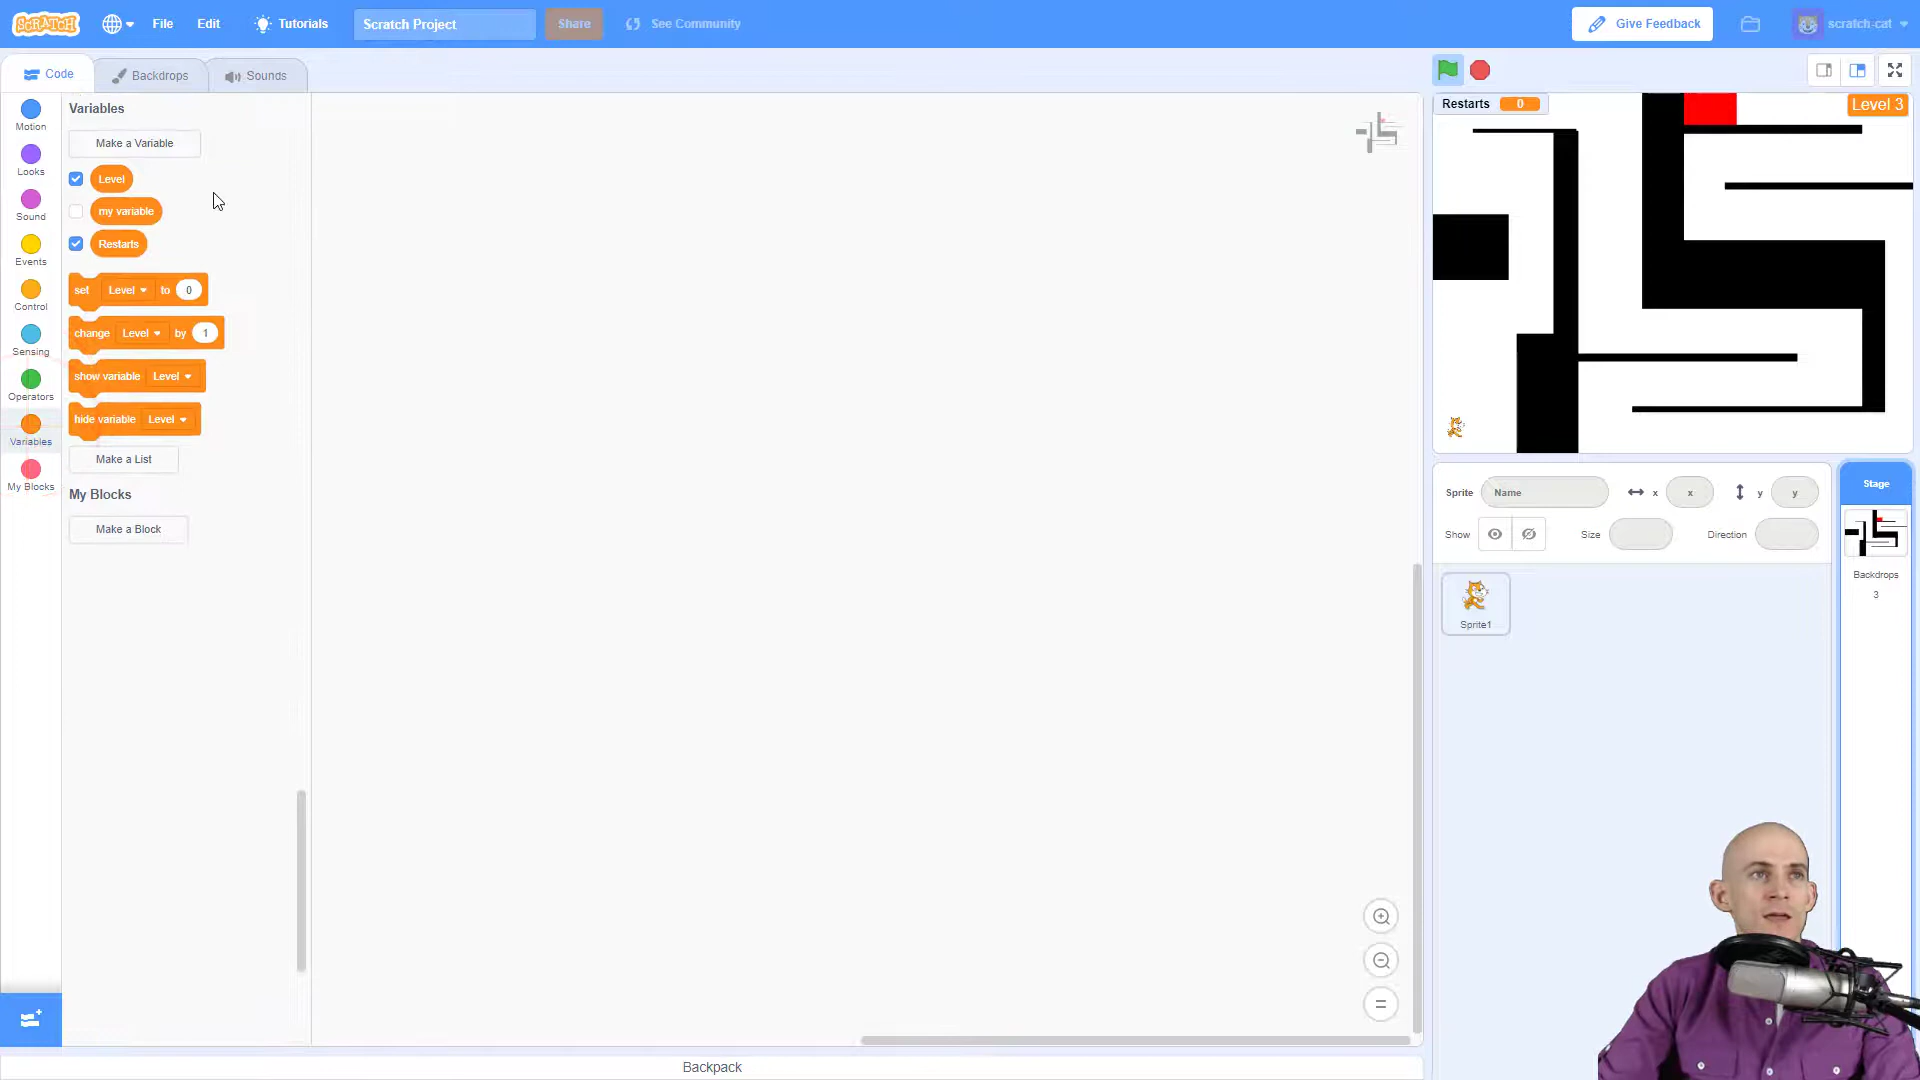 SCRATCH
File
Edit
Tutorials
Scratch Project
Share
See Community
Give Feedback
scratch-cat
Code
Backdrops
Sounds
Motion
Looks
Sound
Events
Control
Sensing
Operators
Variables
My Blocks
Variables
Make a Variable
Level
my variable
Restarts
set Level to 0
change Level by 1
show variable Level
hide variable Level
Make a List
My Blocks
Make a Block
Restarts 0
Level 3
Sprite Name x x y y
Show Size Direction
Sprite1
Stage
Backdrops
3
Backpack